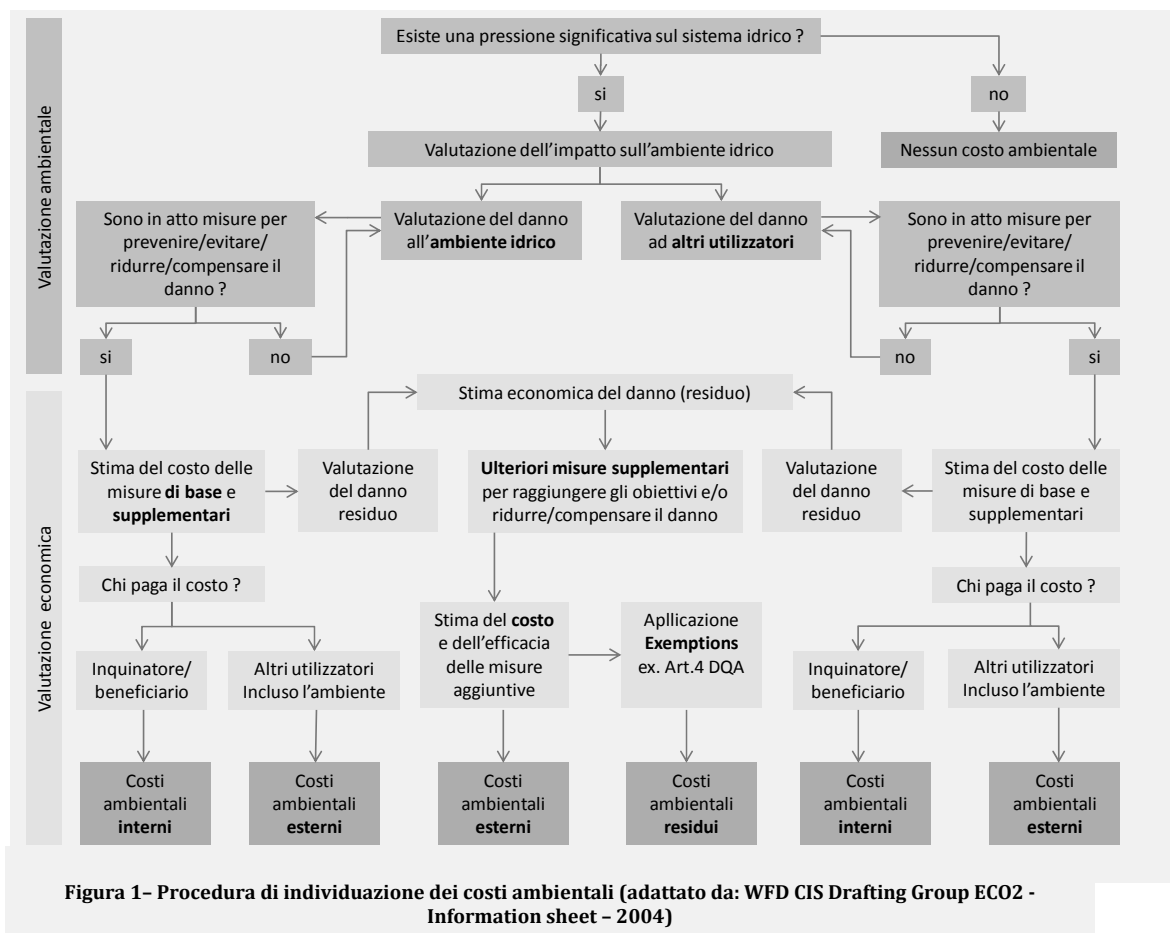 Esiste una pressione significativa sul sistema idrico ?
si
no
Valutazione dell'impatto sull'ambiente idrico
Nessun costo ambientale
Valutazione ambientale
Sono in atto misure per
prevenire/evitare/
ridurre/compensare il
danno ?
Valutazione del danno
all'ambiente idrico
Valutazione del danno
ad altri utilizzatori
Sono in atto misure per
prevenire/evitare/
ridurre/compensare il
danno ?
si
no
no
si
Valutazione economica
Stima economica del danno (residuo)
Stima del costo delle
misure di base e
supplementari
Valutazione
del danno
residuo
Ulteriori misure supplementari
per raggiungere gli obiettivi e/o
ridurre/compensare il danno
Valutazione
del danno
residuo
Stima del costo delle
misure di base e
supplementari
Chi paga il costo ?
Chi paga il costo ?
Stima del costo
e dell'efficacia
delle misure
aggiuntive
Apllicazione
Exemptions
ex. Art.4 DQA
Inquinatore/
beneficiario
Altri utilizzatori
Incluso l'ambiente
Inquinatore/
beneficiario
Altri utilizzatori
Incluso l'ambiente
Costi
ambientali
interni
Costi
ambientali
esterni
Costi
ambientali
esterni
Costi
ambientali
residui
Costi
ambientali
interni
Costi
ambientali
esterni
Figura 1– Procedura di individuazione dei costi ambientali (adattato da: WFD CIS Drafting Group ECO2 -
Information sheet – 2004)